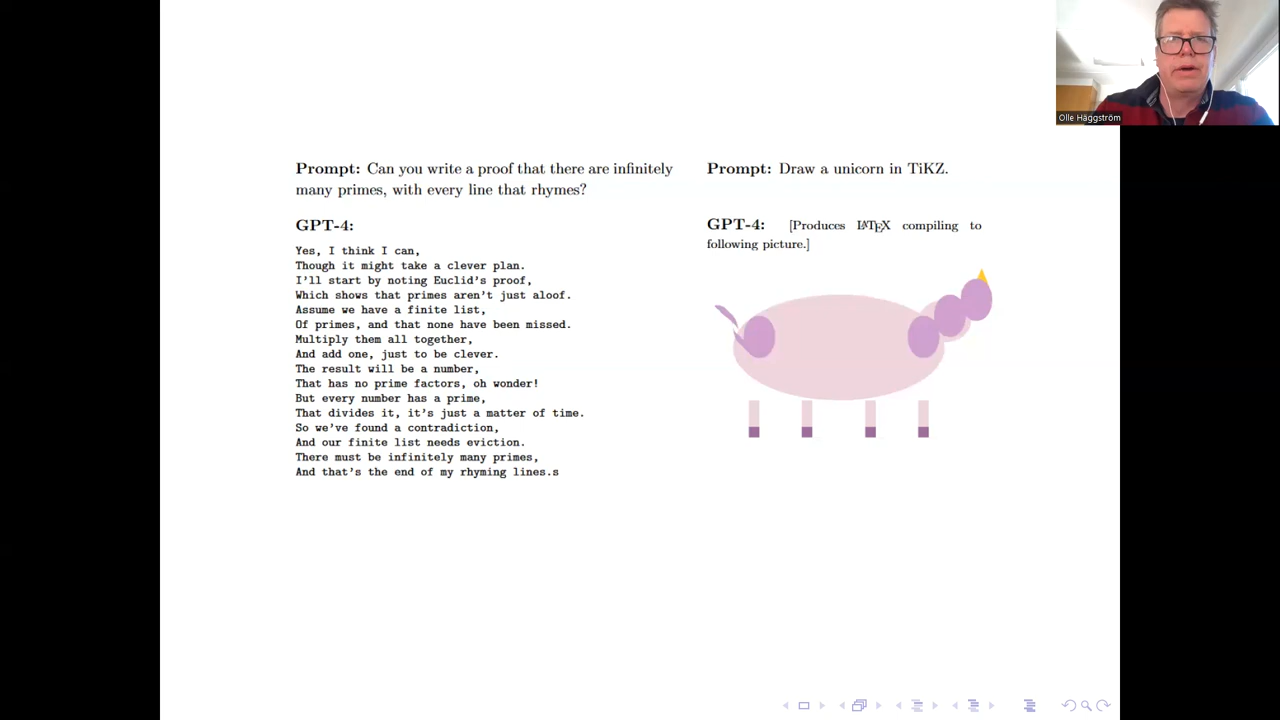 Olle Häggström
Prompt: Can you write a proof that there are infinitely
many primes, with every line that rhymes?
GPT-4:
Yes, I think I can,
Though it might take a clever plan.
I'll start by noting Euclid's proof,
Which shows that primes aren't just aloof.
Assume we have a finite list,
Of primes, and that none have been missed.
Multiply them all together,
And add one, just to be clever.
The result will be a number,
That has no prime factors, oh wonder!
But every number has a prime,
That divides it, it's just a matter of time.
So we've found a contradiction,
And our finite list needs eviction.
There must be infinitely many primes,
And that's the end of my rhyming lines.s
Prompt: Draw a unicorn in TiKZ.
GPT-4: [Produces LATEX compiling to
following picture.]